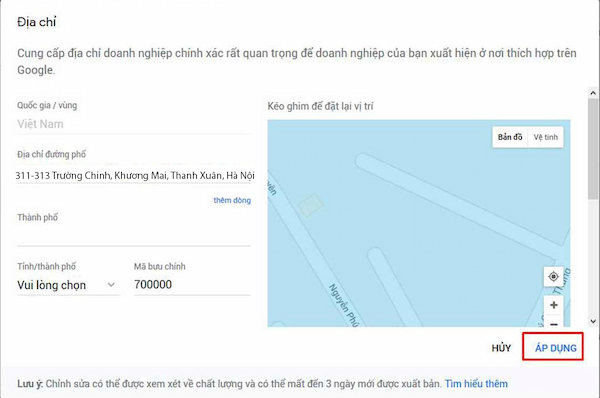 Địa chỉ
Cung cấp địa chỉ doanh nghiệp chính xác rất quan trọng để doanh nghiệp của bạn xuất hiện ở nơi thích hợp trên
Google.
Quốc gia / vùng
Việt Nam
Địa chỉ đường phố
311-313 Trường Chinh, Khương Mai, Thanh Xuân, Hà Nội
thêm dòng
Thành phố
Tỉnh/thành phố
Mã bưu chính
Vui lòng chọn
700000
Kéo ghim để đặt lại vị trí
Bản đồ
Vệ tinh
Nguyễn Phú
Thăng
HỦY
ÁP DỤNG
Lưu ý: Chỉnh sửa có thể được xem xét về chất lượng và có thể mất đến 3 ngày mới được xuất bản. Tìm hiểu thêm